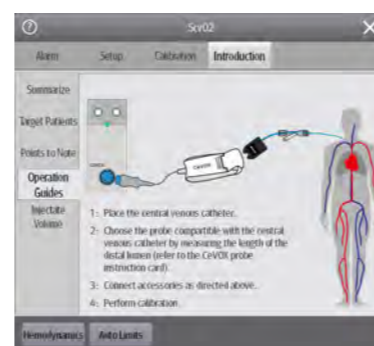 ?
ScvO2
X
Alarm Setup Calibration Introduction
Summarize
Target Patients
Points to Note
Operation
Guides
Injectate
Volume
CeVOX
1: Place the central venous catheter.
2: Choose the probe compartible with the central
venous catheter by measuring the length of the
distal lumen (refer to the CeVOX probe
instruction card).
3: Connect accessories as directed above.
4: Perform calibration.
Hemodynamics Auto Limits